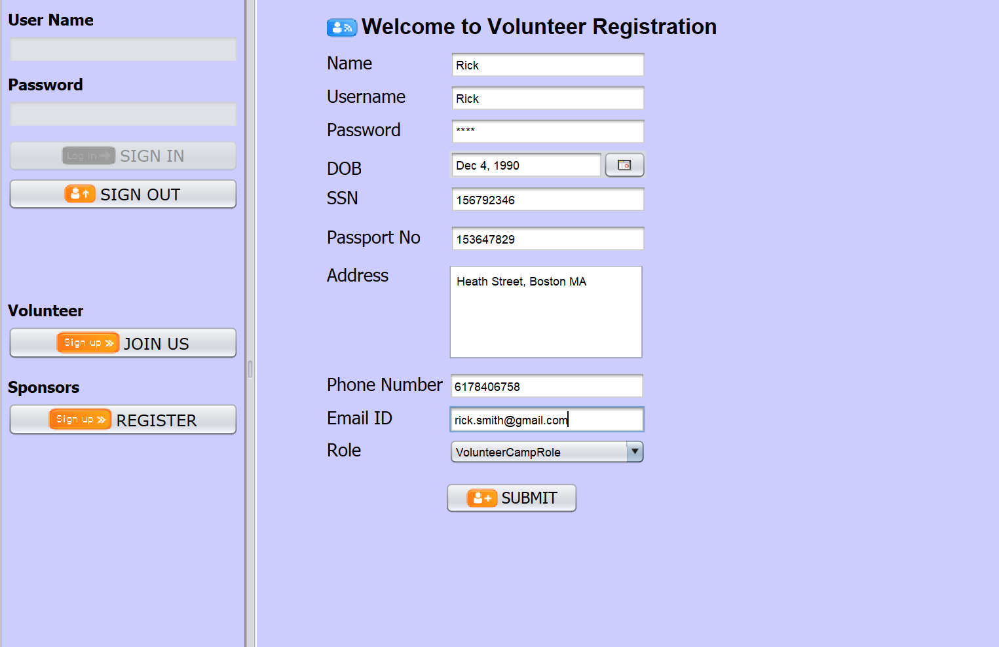 User Name
Password
Log in SIGN IN
SIGN OUT
Volunteer
Sign up JOIN US
Sponsors
Sign up REGISTER
Welcome to Volunteer Registration
Name Rick
Username Rick
Password ****
DOB Dec 4, 1990
SSN 156792346
Passport No 153647829
Address Heath Street, Boston MA
Phone Number 6178406758
Email ID rick.smith@gmail.com
Role VolunteerCampRole
SUBMIT